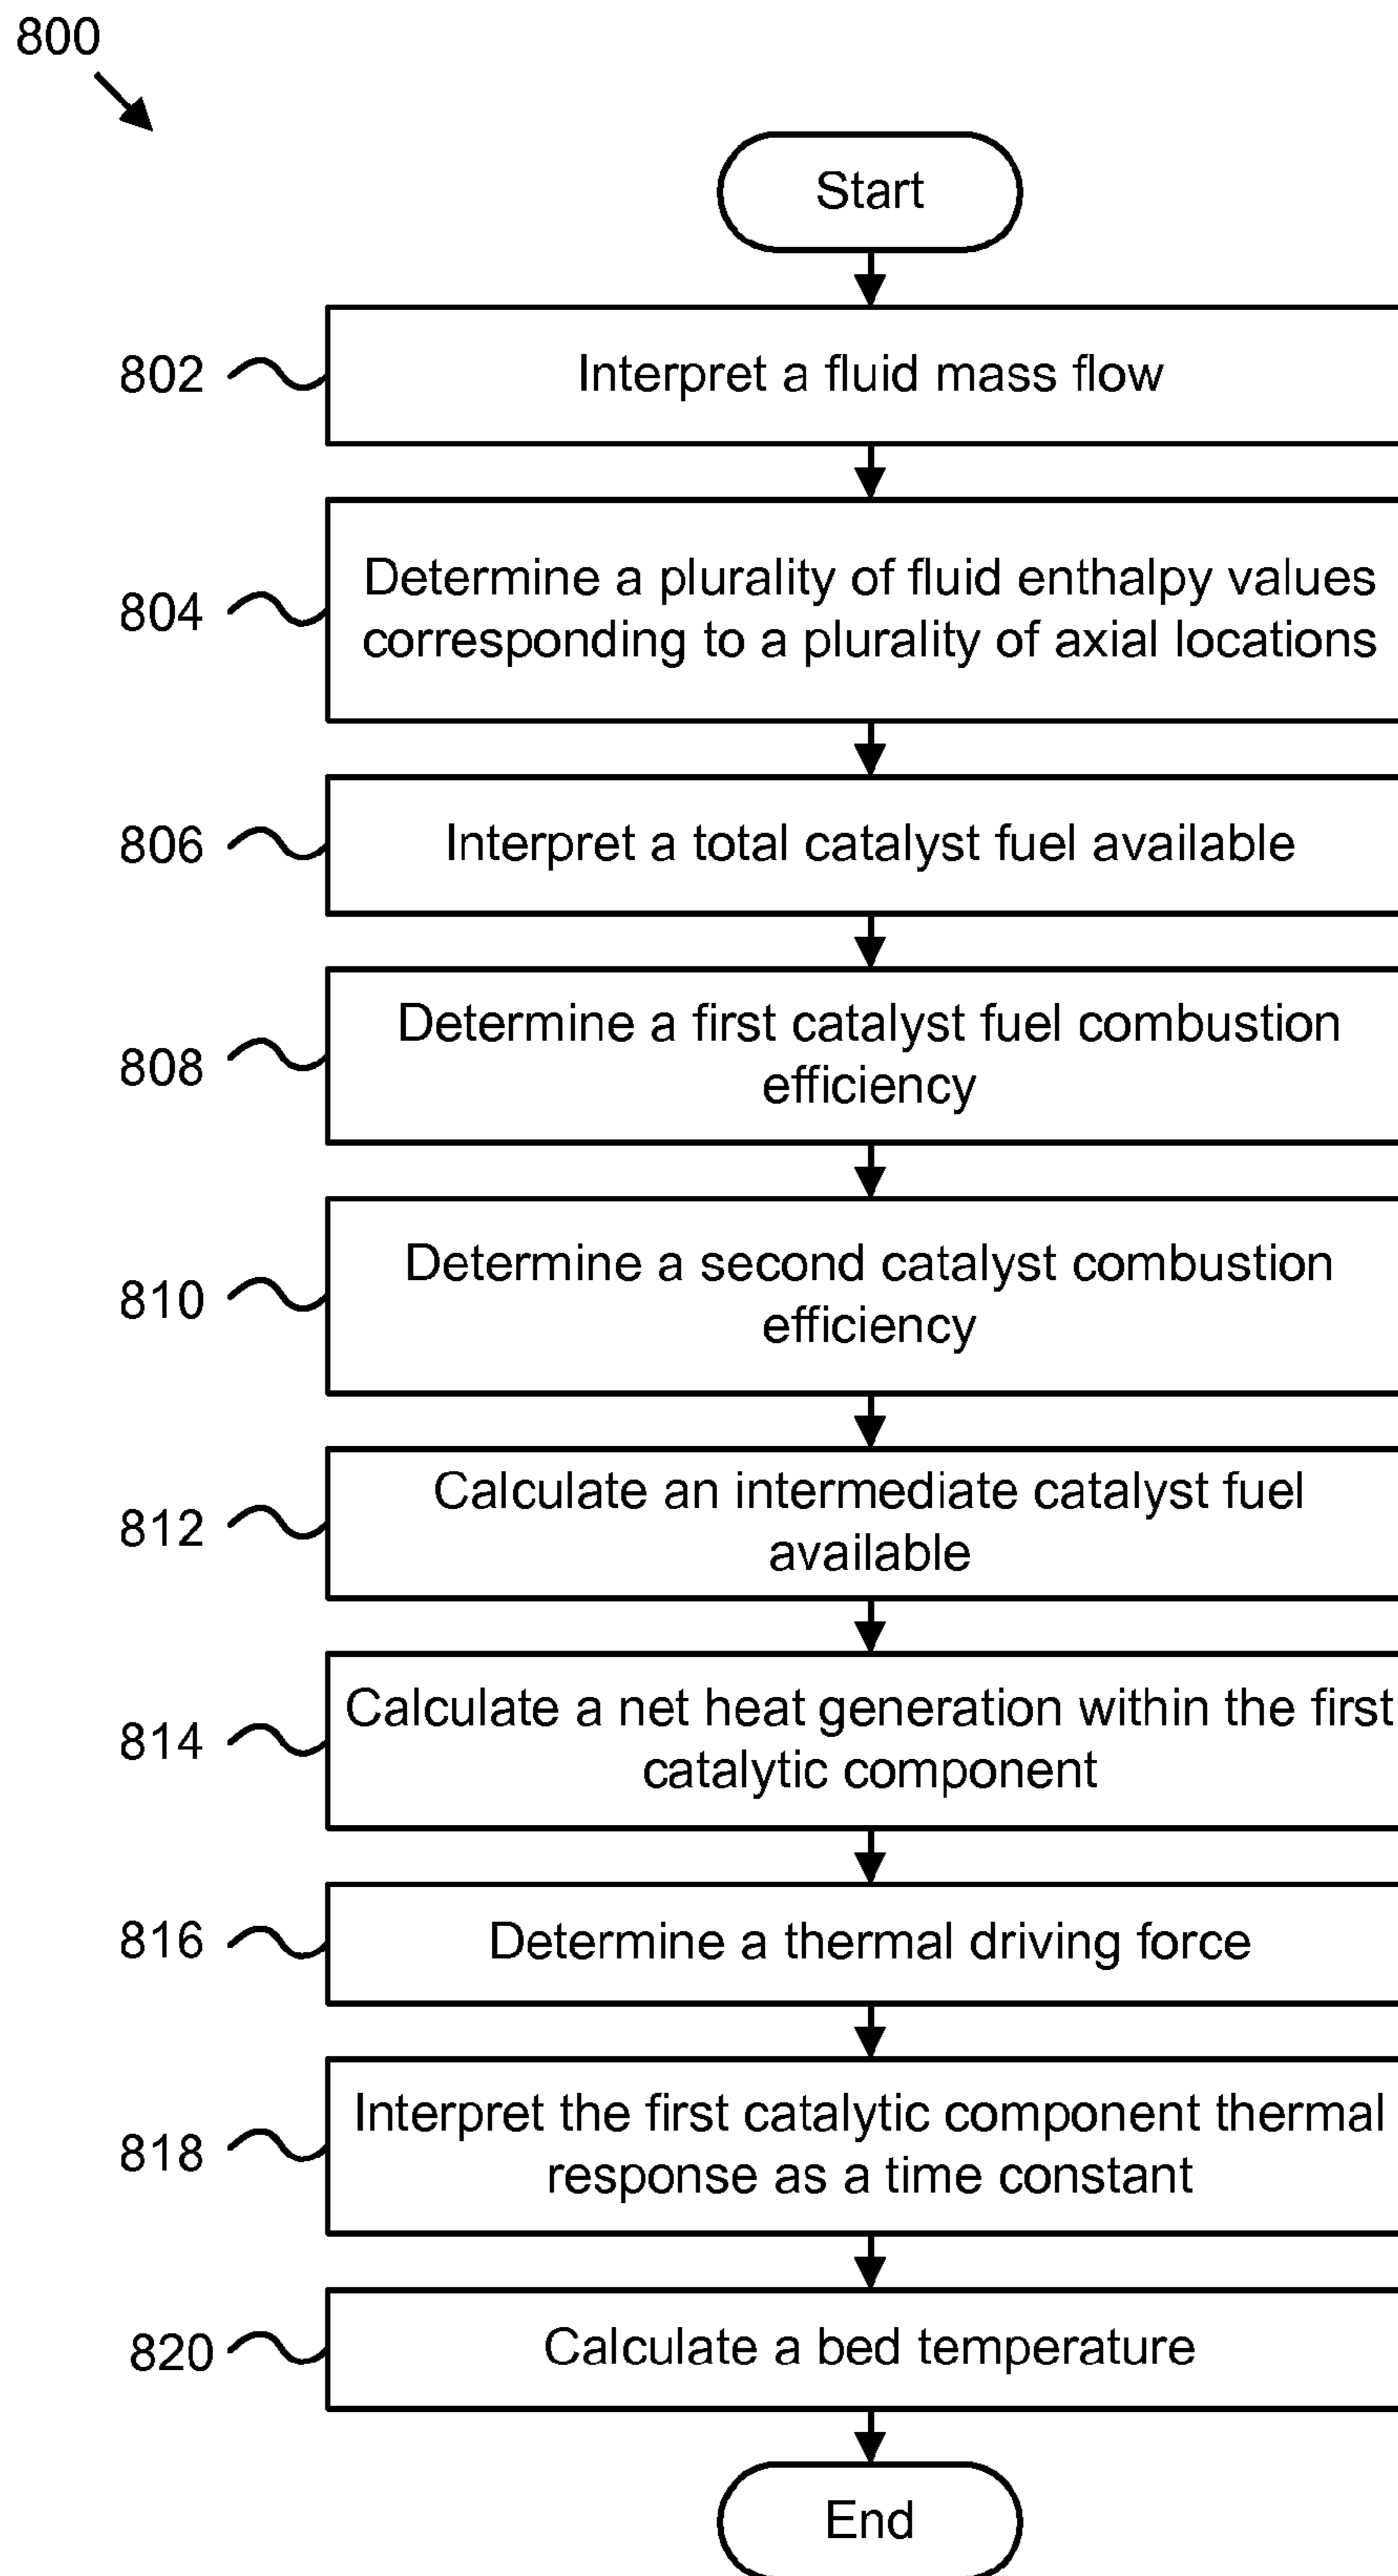 800
Start
802
Interpret a fluid mass flow
804
Determine a plurality of fluid enthalpy values
corresponding to a plurality of axial locations
806
Interpret a total catalyst fuel available
808
Determine a first catalyst fuel combustion
efficiency
810
Determine a second catalyst combustion
efficiency
812
Calculate an intermediate catalyst fuel
available
814
Calculate a net heat generation within the first
catalytic component
816
Determine a thermal driving force
818
Interpret the first catalytic component thermal
response as a time constant
820
Calculate a bed temperature
End